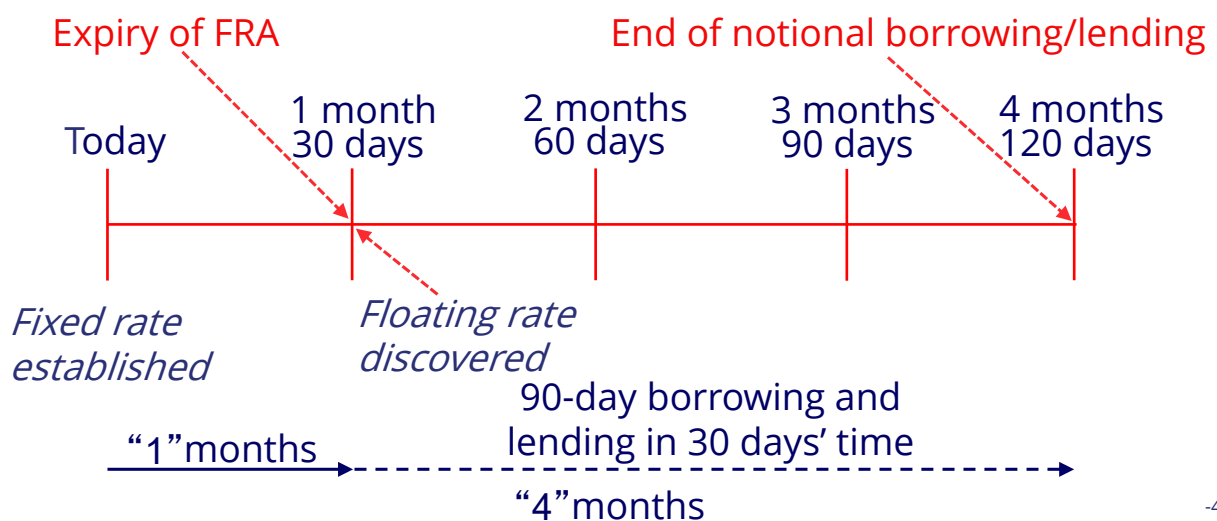 Expiry of FRA
End of notional borrowing/lending
Today
1 month
30 days
2 months
60 days
3 months
90 days
4 months
120 days
Fixed rate
established
Floating rate
discovered
90-day borrowing and
lending in 30 days’ time
“1”months
“4”months
-4